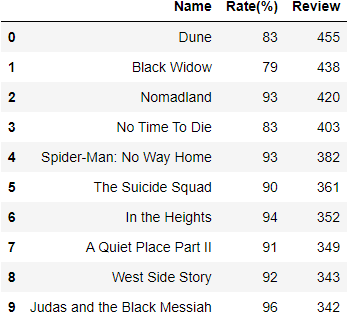 Name Rate(%) Review
0 Dune 83 455
1 Black Widow 79 438
2 Nomadland 93 420
3 No Time To Die 83 403
4 Spider-Man: No Way Home 93 382
5 The Suicide Squad 90 361
6 In the Heights 94 352
7 A Quiet Place Part II 91 349
8 West Side Story 92 343
9 Judas and the Black Messiah 96 342